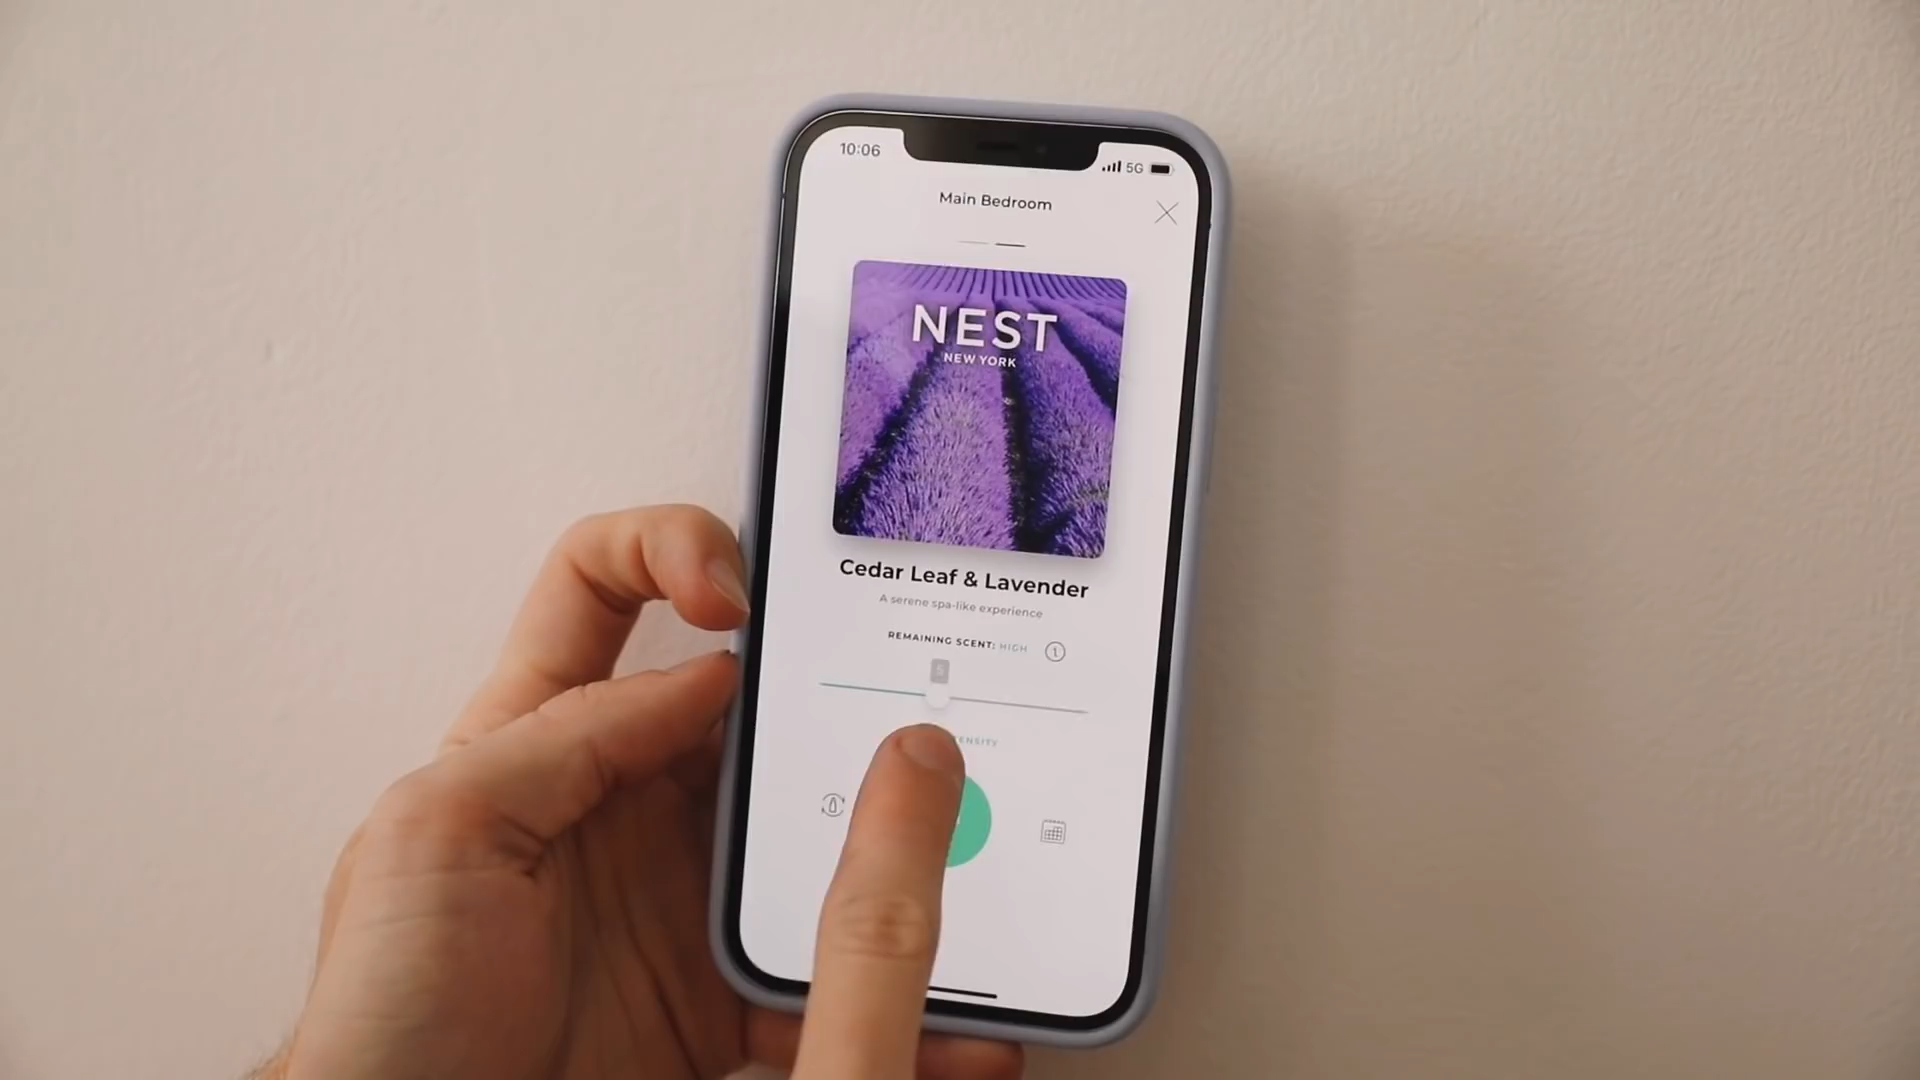 10:06
5G
Main Bedroom
NEST
NEW YORK
Cedar Leaf & Lavender
A serene spa-like experience
REMAINING SCENT: HIGH
5